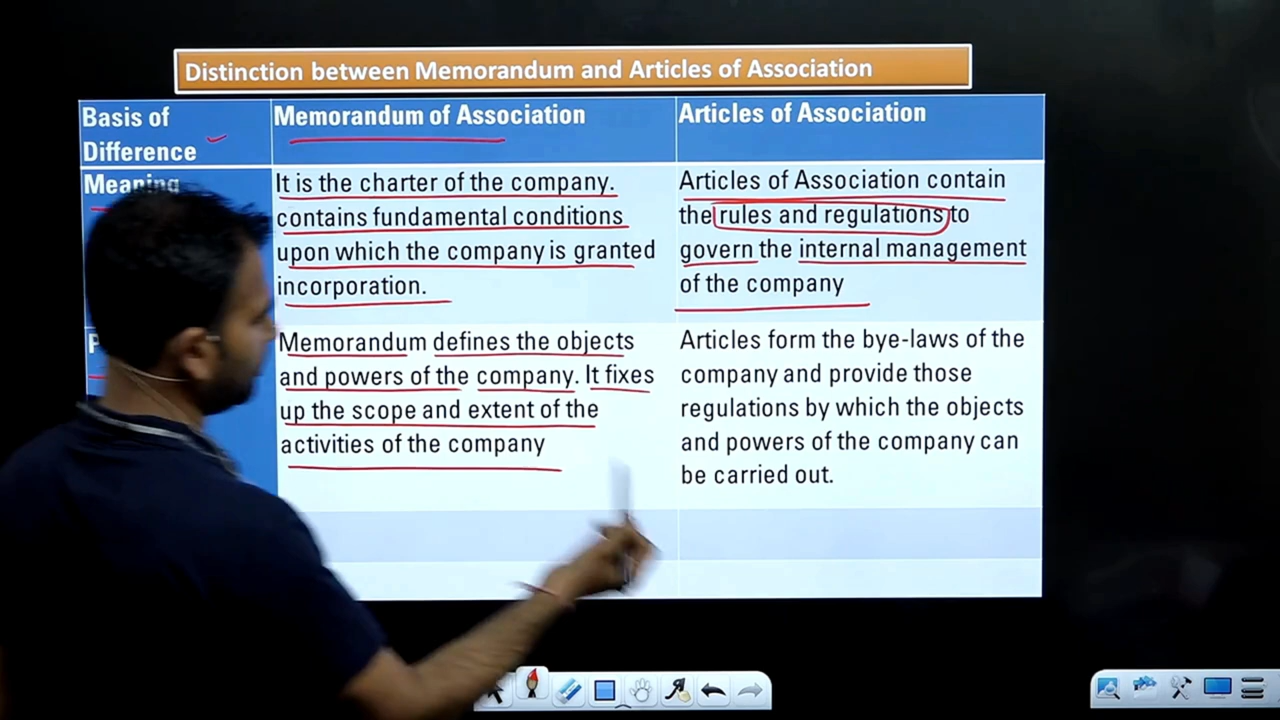 Distinction between Memorandum and Articles of Association
Basis of
Difference
Memorandum of Association
Articles of Association
Meaning
It is the charter of the company.
contains fundamental conditions
upon which the company is granted
incorporation.
Articles of Association contain
the rules and regulations to
govern the internal management
of the company
Memorandum defines the objects
and powers of the company. It fixes
up the scope and extent of the
activities of the company
Articles form the bye-laws of the
company and provide those
regulations by which the objects
and powers of the company can
be carried out.